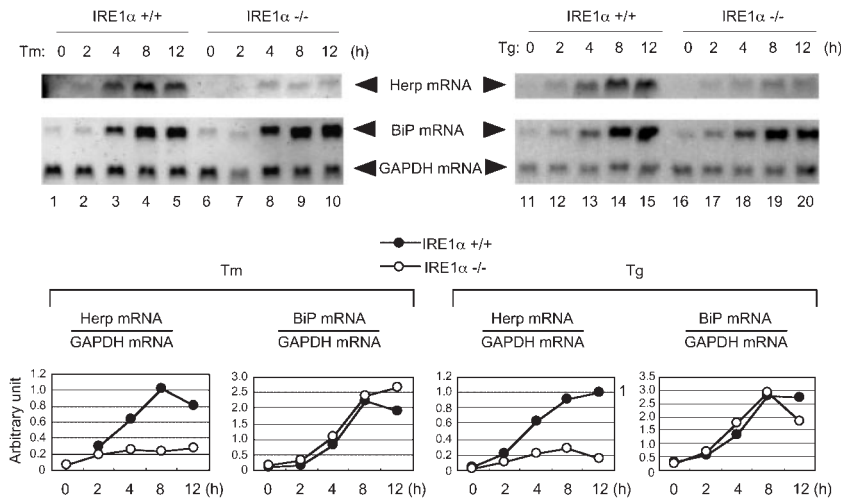 IRE1α +/+ IRE1α -/- IRE1α +/+ IRE1α -/-
Tm: 0 2 4 8 12 0 2 4 8 12 (h) Tg: 0 2 4 8 12 0 2 4 8 12 (h)
Herp mRNA
BiP mRNA
GAPDH mRNA
1 2 3 4 5 6 7 8 9 10 11 12 13 14 15 16 17 18 19 20
IRE1α +/+
IRE1α -/-
Tm Tg
Herp mRNA BiP mRNA Herp mRNA BiP mRNA
GAPDH mRNA GAPDH mRNA GAPDH mRNA GAPDH mRNA
Arbitrary unit
1.2 3.0 1.2 3.5
1.0 2.5 1.0 1 3.0
0.8 2.0 0.8 2.5
0.6 1.5 0.6 2.0
0.4 1.0 0.4 1.5
0.2 0.5 0.2 1.0
0 0 0 0.5
0
0 2 4 8 12 (h) 0 2 4 8 12 (h) 0 2 4 8 12 (h) 0 2 4 8 12 (h)